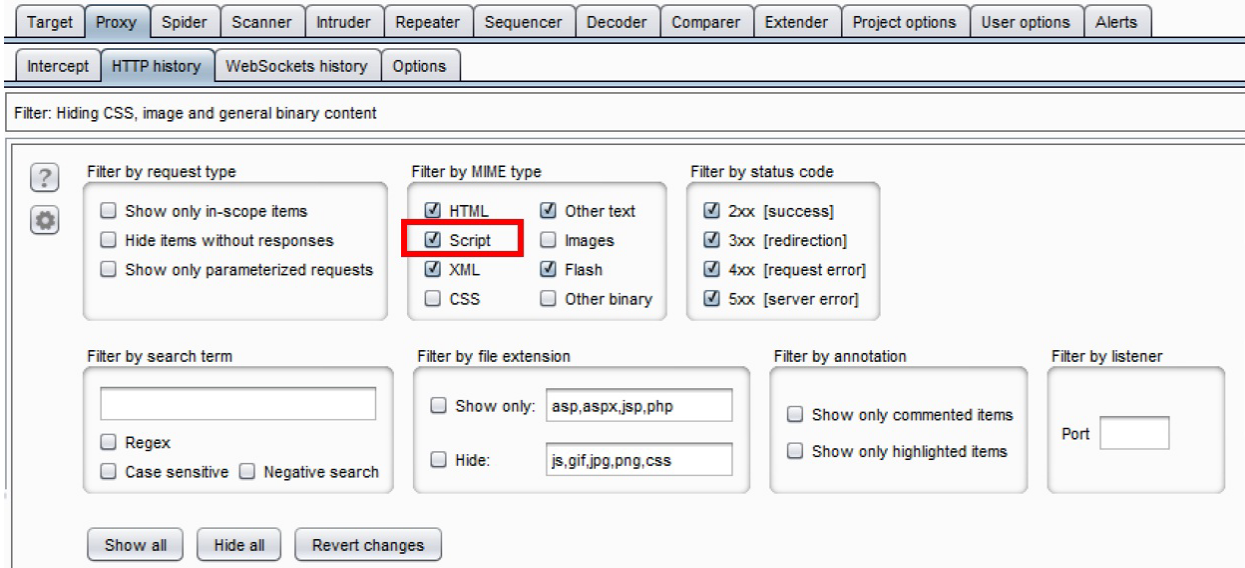 Target Proxy Spider Scanner Intruder Repeater Sequencer Decoder Comparer Extender Project options User options Alerts
Intercept HTTP history WebSockets history Options
Filter: Hiding CSS, image and general binary content
?
Filter by request type
Show only in-scope items
Hide items without responses
Show only parameterized requests
Filter by MIME type
HTML Other text
Script Images
XML Flash
CSS Other binary
Filter by status code
2xx [success]
3xx [redirection]
4xx [request error]
5xx [server error]
Filter by search term
Regex
Case sensitive Negative search
Filter by file extension
Show only: asp,aspx,jsp,php
Hide: js,gif,jpg,png,css
Filter by annotation
Show only commented items
Show only highlighted items
Filter by listener
Port
Show all Hide all Revert changes